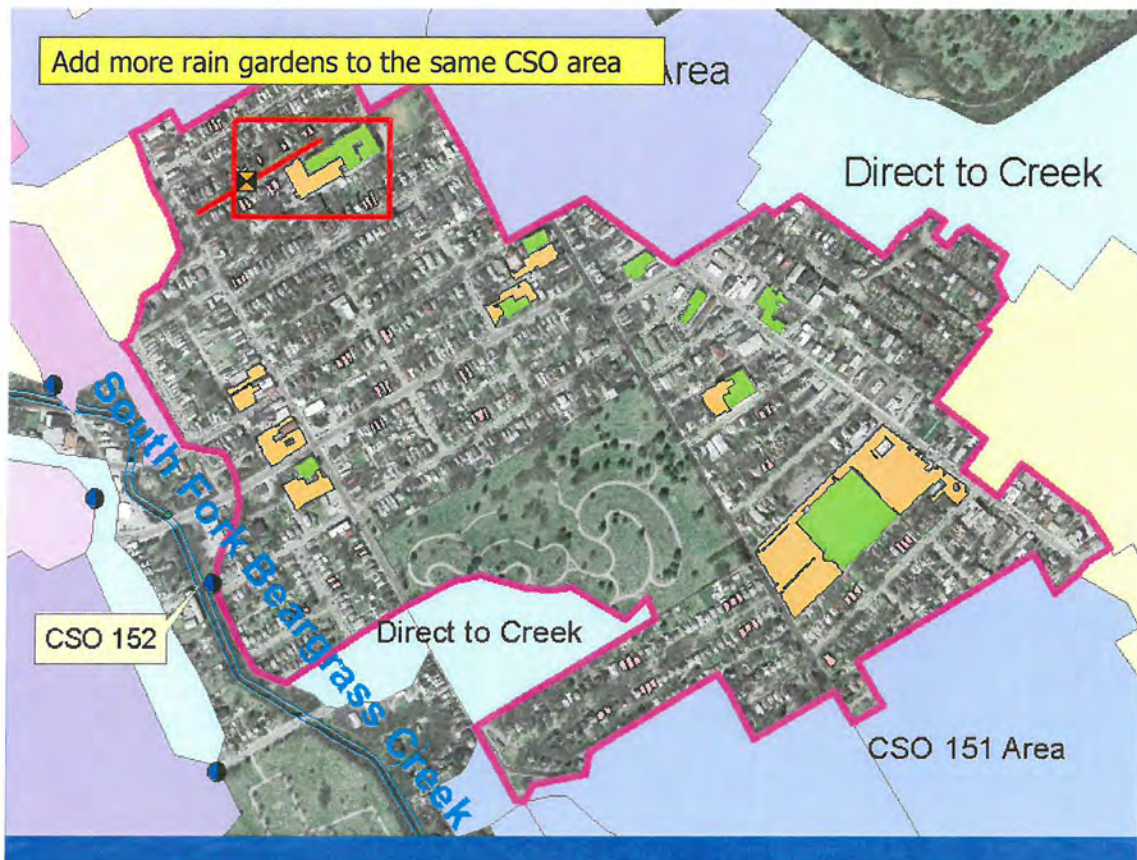 Add more rain gardens to the same CSO area
Area
Direct to Creek
South Fork Beargrass Creek
CSO 152
Direct to Creek
CSO 151 Area